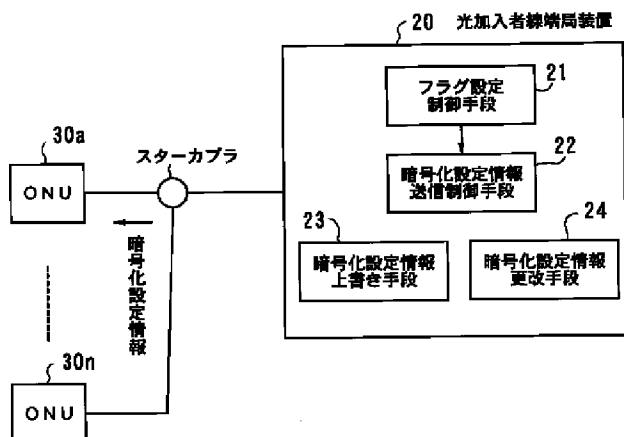 20 光加入者線端局装置
21
フラグ設定
制御手段
22
暗号化設定情報
送信制御手段
23
暗号化設定情報
上書き手段
24
暗号化設定情報
更改手段
30a
ONU
スターカプラ
暗号化設定情報
30n
ONU